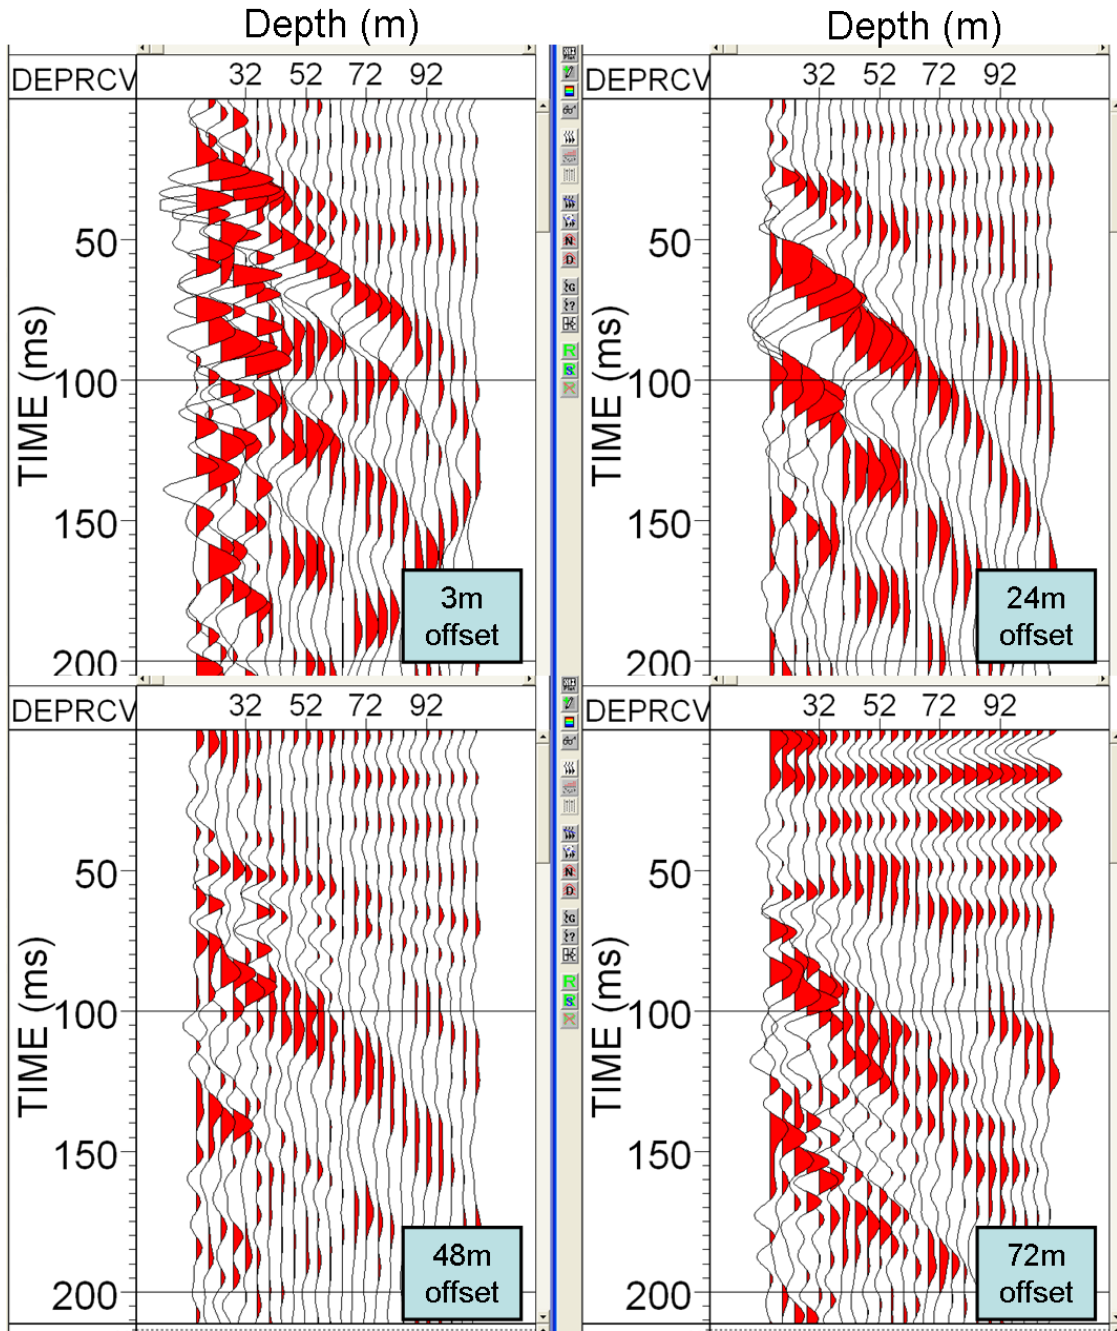 Depth (m)
Depth (m)
DEPRCV 32 52 72 92
DEPRCV 32 52 72 92
TIME (ms)
50
100
150
200
3m
offset
TIME (ms)
50
100
150
200
24m
offset
N
D
G
?
R
S
DEPRCV 32 52 72 92
DEPRCV 32 52 72 92
TIME (ms)
50
100
150
200
48m
offset
TIME (ms)
50
100
150
200
72m
offset
N
D
G
?
R
S